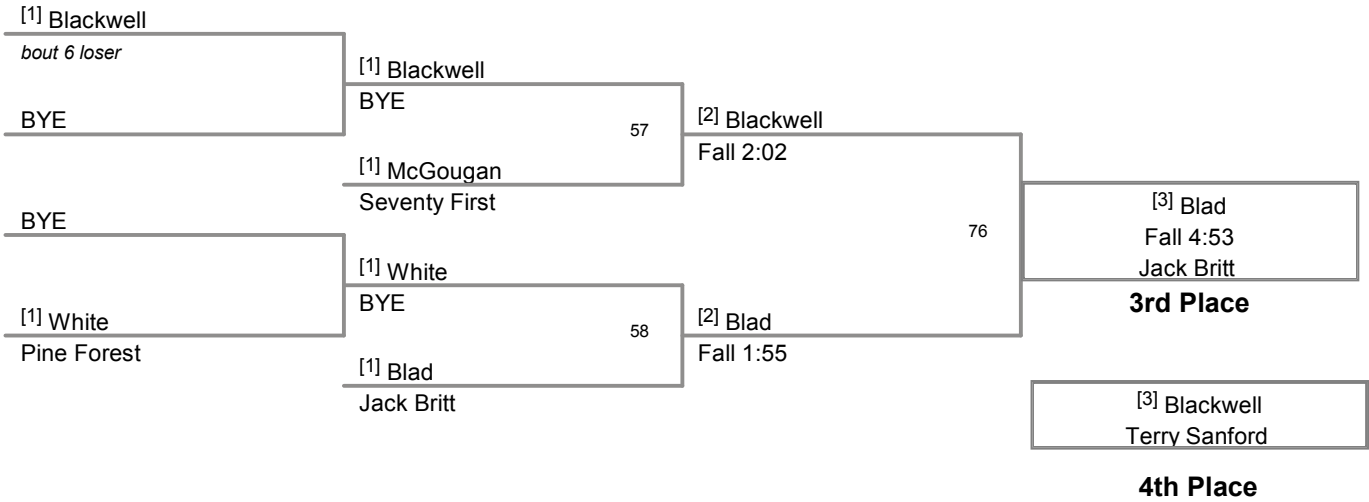 [1] Blackwell
bout 6 loser
BYE
BYE
[1] White
Pine Forest
[1] Blackwell
BYE
57
[1] McGougan
Seventy First
[1] White
BYE
58
[1] Blad
Jack Britt
[2] Blackwell
Fall 2:02
76
[2] Blad
Fall 1:55
[3] Blad
Fall 4:53
Jack Britt
3rd Place
[3] Blackwell
Terry Sanford
4th Place